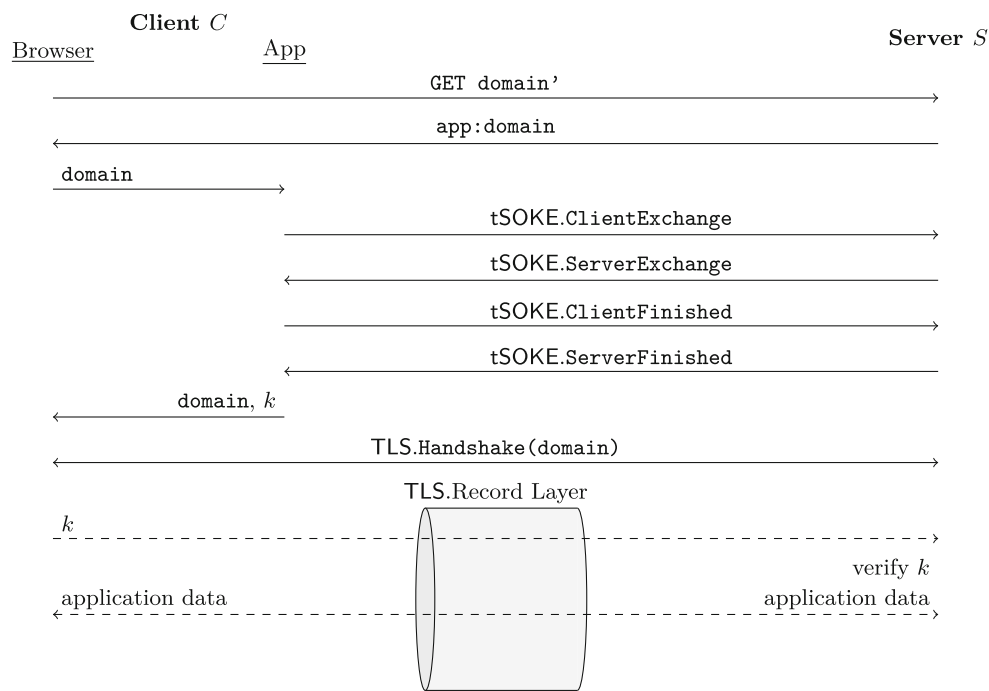 Client C
Server S
Browser
App
GET domain’
app:domain
domain
tSOKE.ClientExchange
tSOKE.ServerExchange
tSOKE.ClientFinished
tSOKE.ServerFinished
domain, k
TLS.Handshake(domain)
TLS.Record Layer
k
verify k
application data
application data